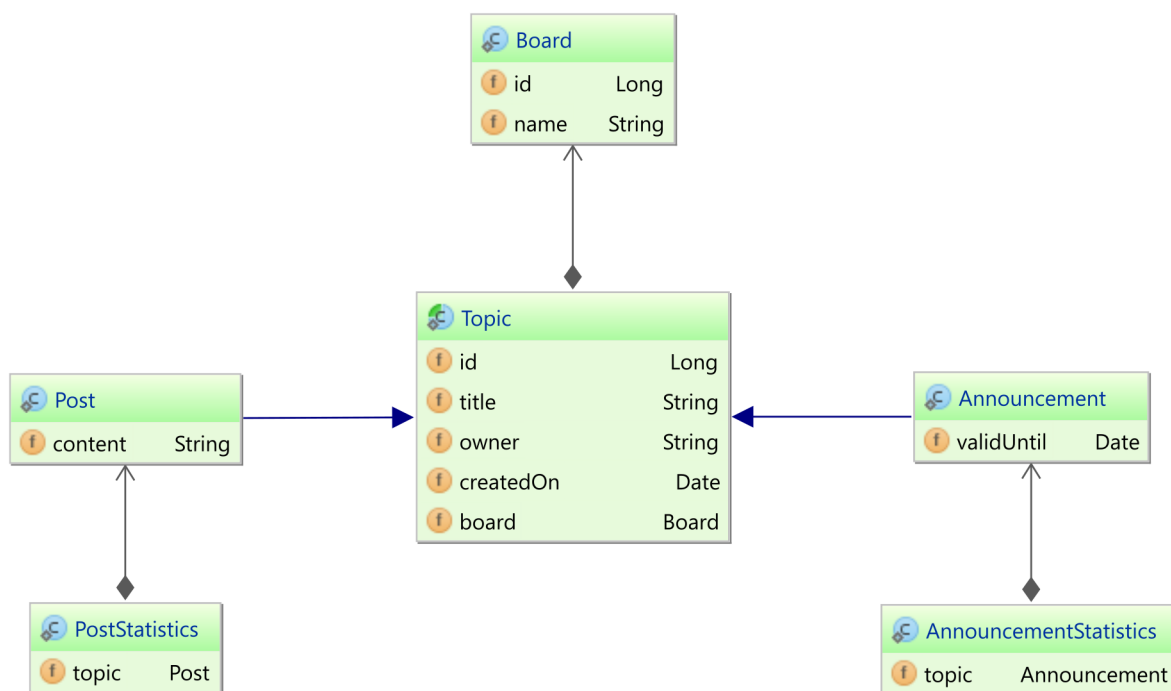 Board
id Long
name String
Topic
id Long
title String
owner String
createdOn Date
board Board
Post
content String
Announcement
validUntil Date
PostStatistics
topic Post
AnnouncementStatistics
topic Announcement